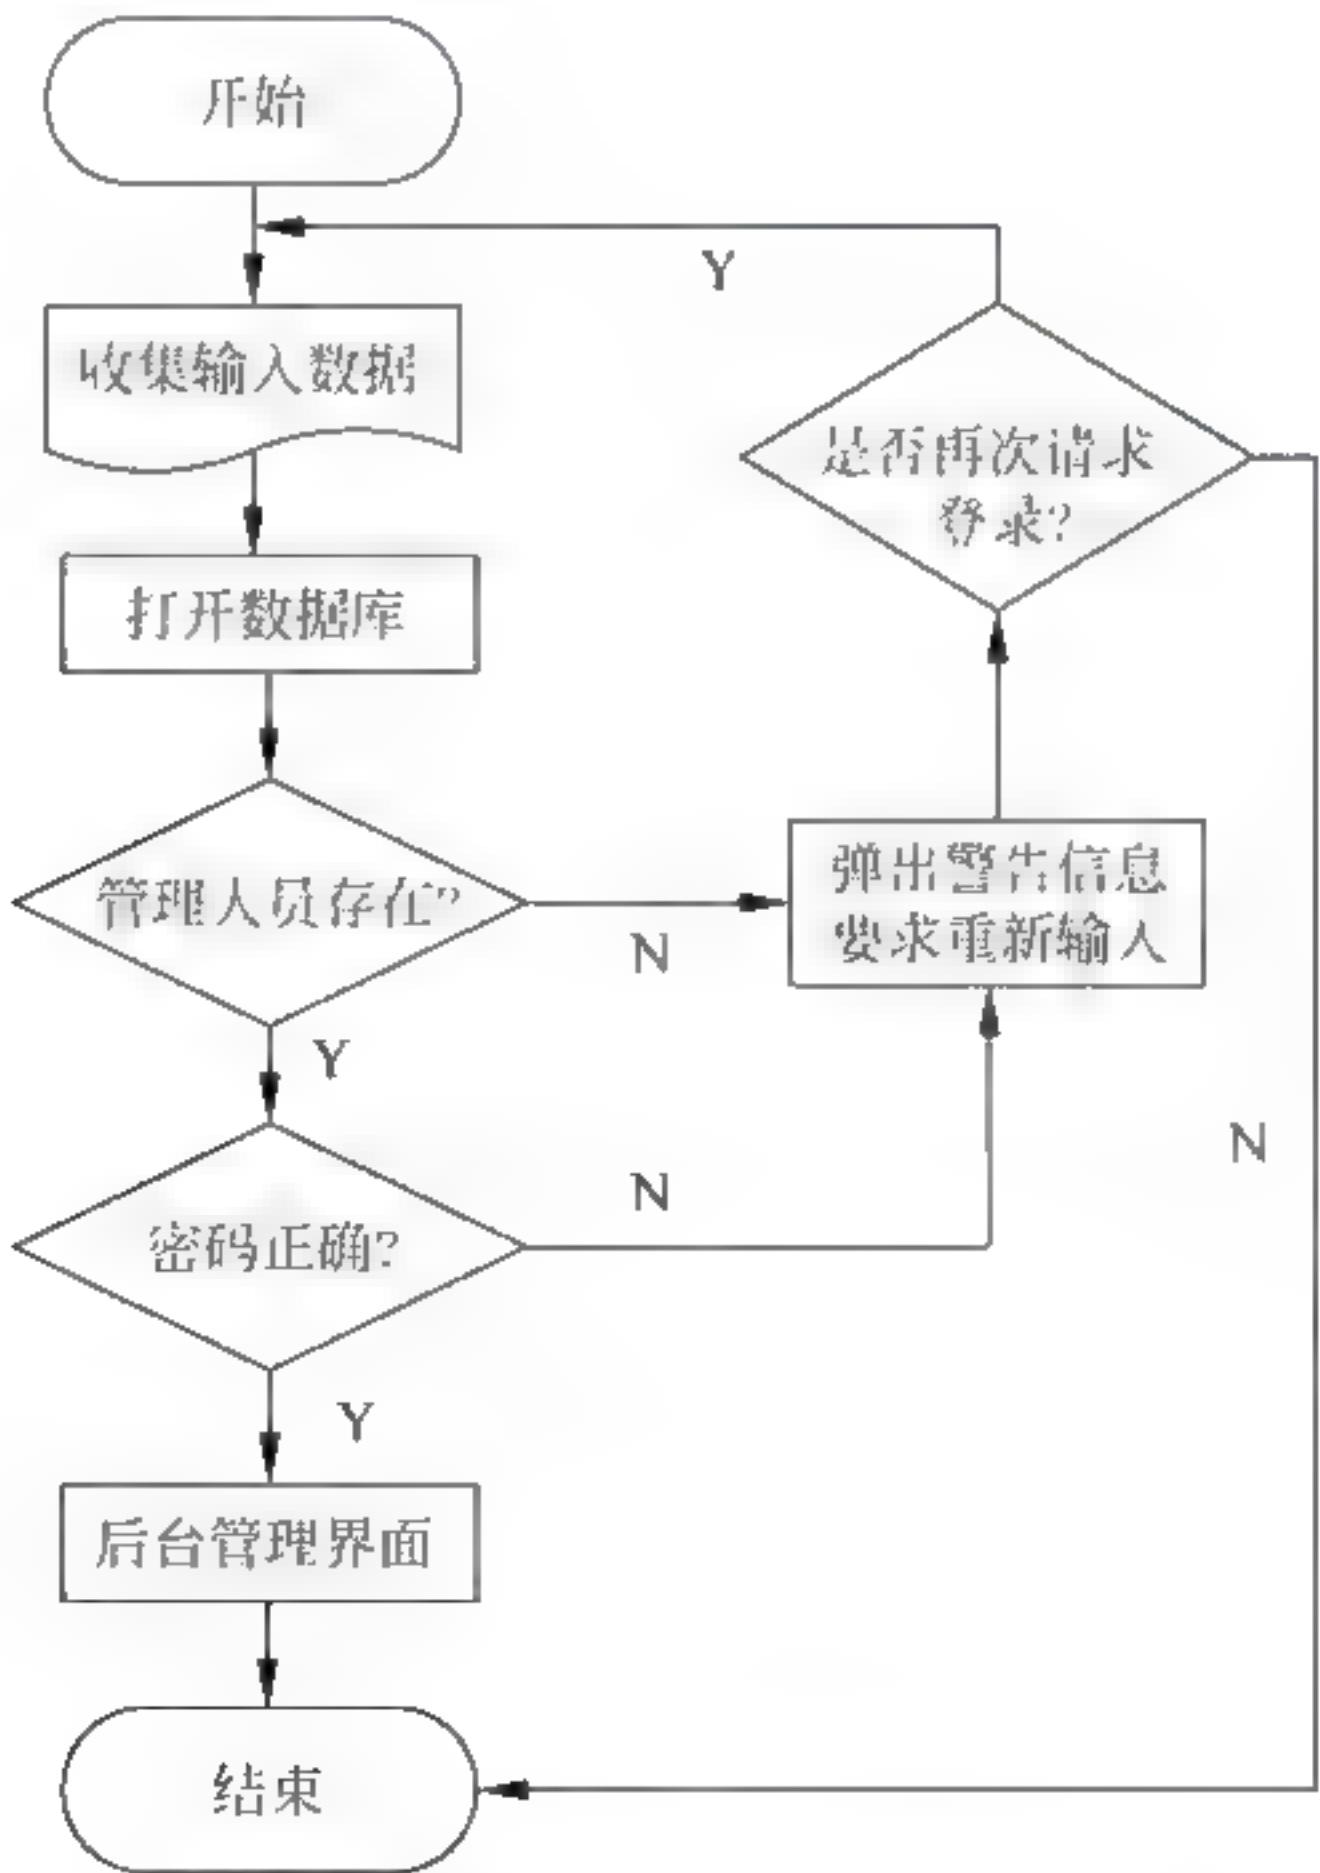 开始
Y
收集输入数据
是否再次请求
登录?
打开数据库
管理人员存在?
N
弹出警告信息
要求重新输入
Y
N
N
密码正确?
Y
后台管理界面
结束